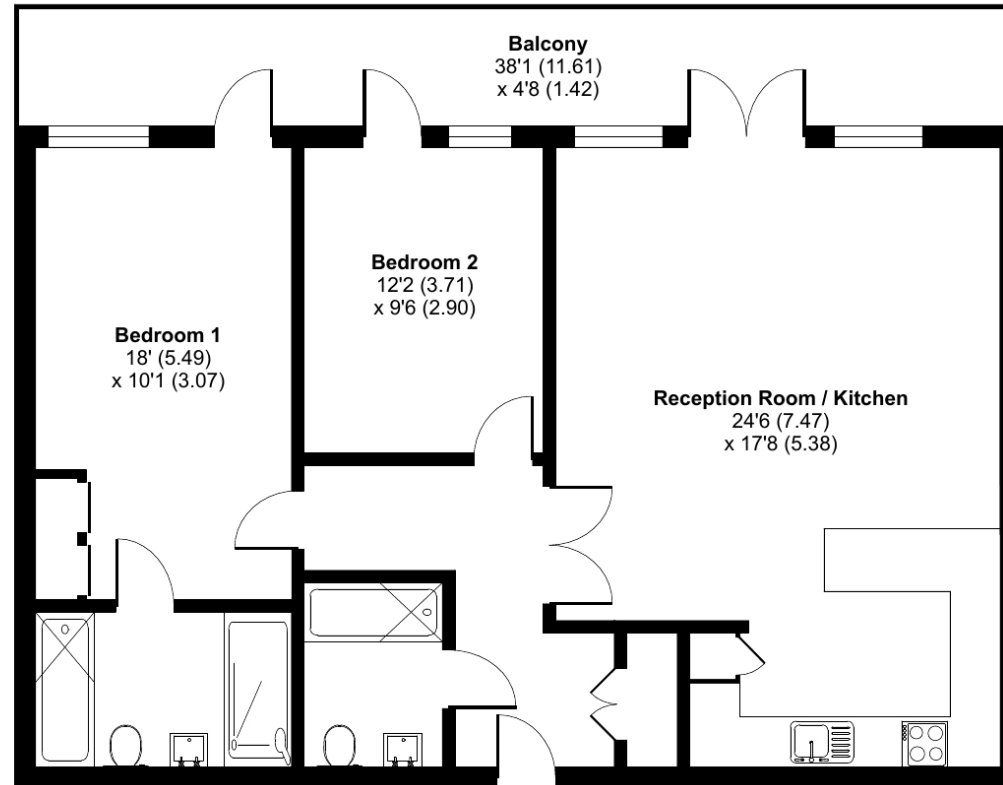 Balcony
38'1 (11.61)
x 4'8 (1.42)
Bedroom 2
12'2 (3.71)
x 9'6 (2.90)
Bedroom 1
18' (5.49)
x 10'1 (3.07)
Reception Room / Kitchen
24'6 (7.47)
x 17'8 (5.38)